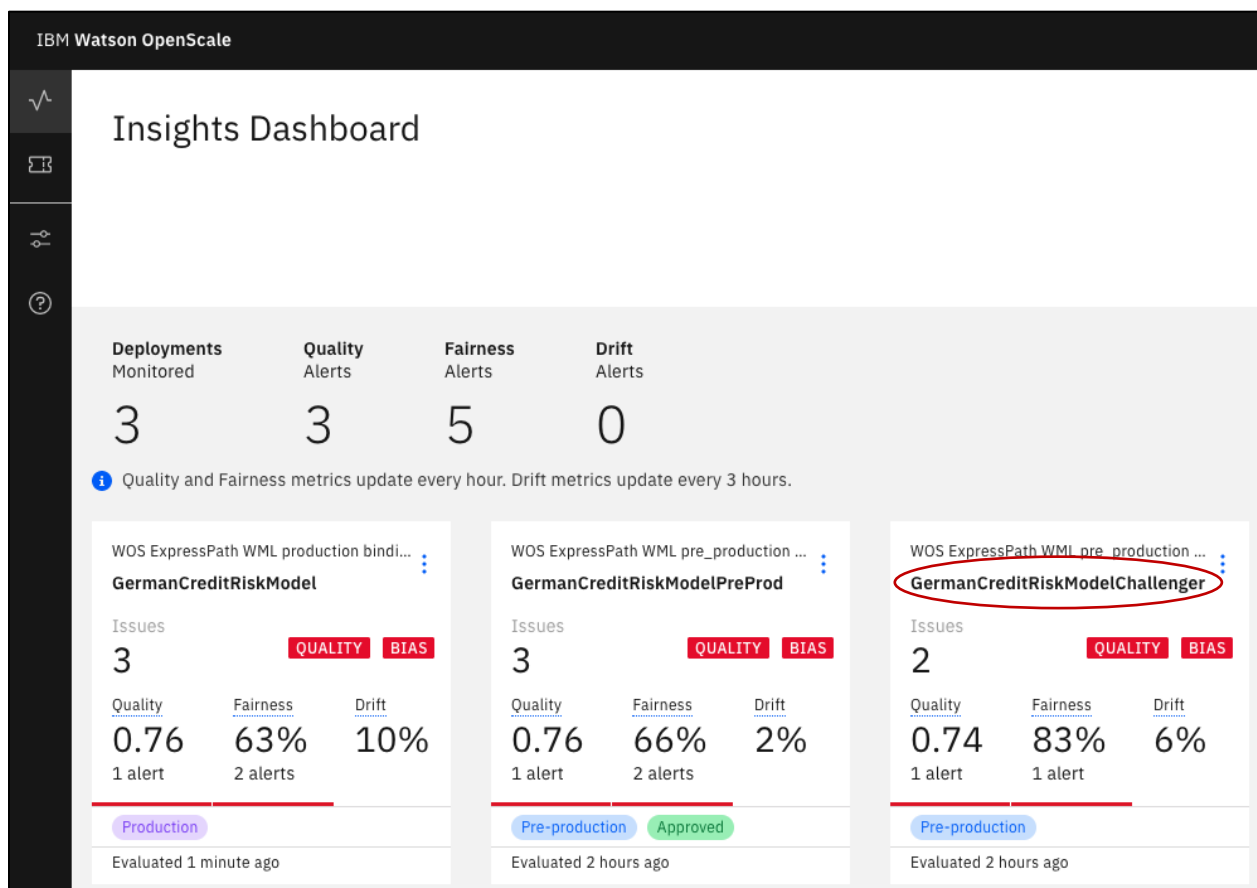 IBM Watson OpenScale
Insights Dashboard
Deployments Quality Fairness Drift
Monitored Alerts Alerts Alerts
3 3 5 0
Quality and Fairness metrics update every hour. Drift metrics update every 3 hours.
WOS ExpressPath WML production bindi...
GermanCreditRiskModel
Issues
3 QUALITY BIAS
Quality Fairness Drift
0.76 63% 10%
1 alert 2 alerts
Production
Evaluated 1 minute ago
WOS ExpressPath WML pre_production ...
GermanCreditRiskModelPreProd
Issues
3 QUALITY BIAS
Quality Fairness Drift
0.76 66% 2%
1 alert 2 alerts
Pre-production Approved
Evaluated 2 hours ago
WOS ExpressPath WML pre_production ...
GermanCreditRiskModelChallenger
Issues
2 QUALITY BIAS
Quality Fairness Drift
0.74 83% 6%
1 alert 1 alert
Pre-production
Evaluated 2 hours ago